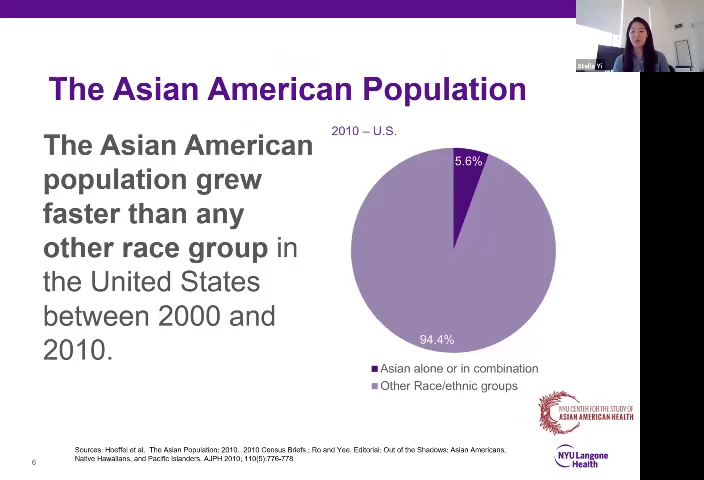 Stella Yi
The Asian American Population
The Asian American
population grew
faster than any
other race group in
the United States
between 2000 and
2010.
2010 – U.S.
5.6%
94.4%
Asian alone or in combination
Other Race/ethnic groups
NYU CENTER FOR THE STUDY OF
ASIAN AMERICAN HEALTH
Sources: Hoeffel et al. The Asian Population: 2010. 2010 Census Briefs.; Ro and Yee. Editorial: Out of the Shadows: Asian Americans,
Native Hawaiians, and Pacific Islanders. AJPH 2010, 110(5):776-778
6
NYU Langone
Health